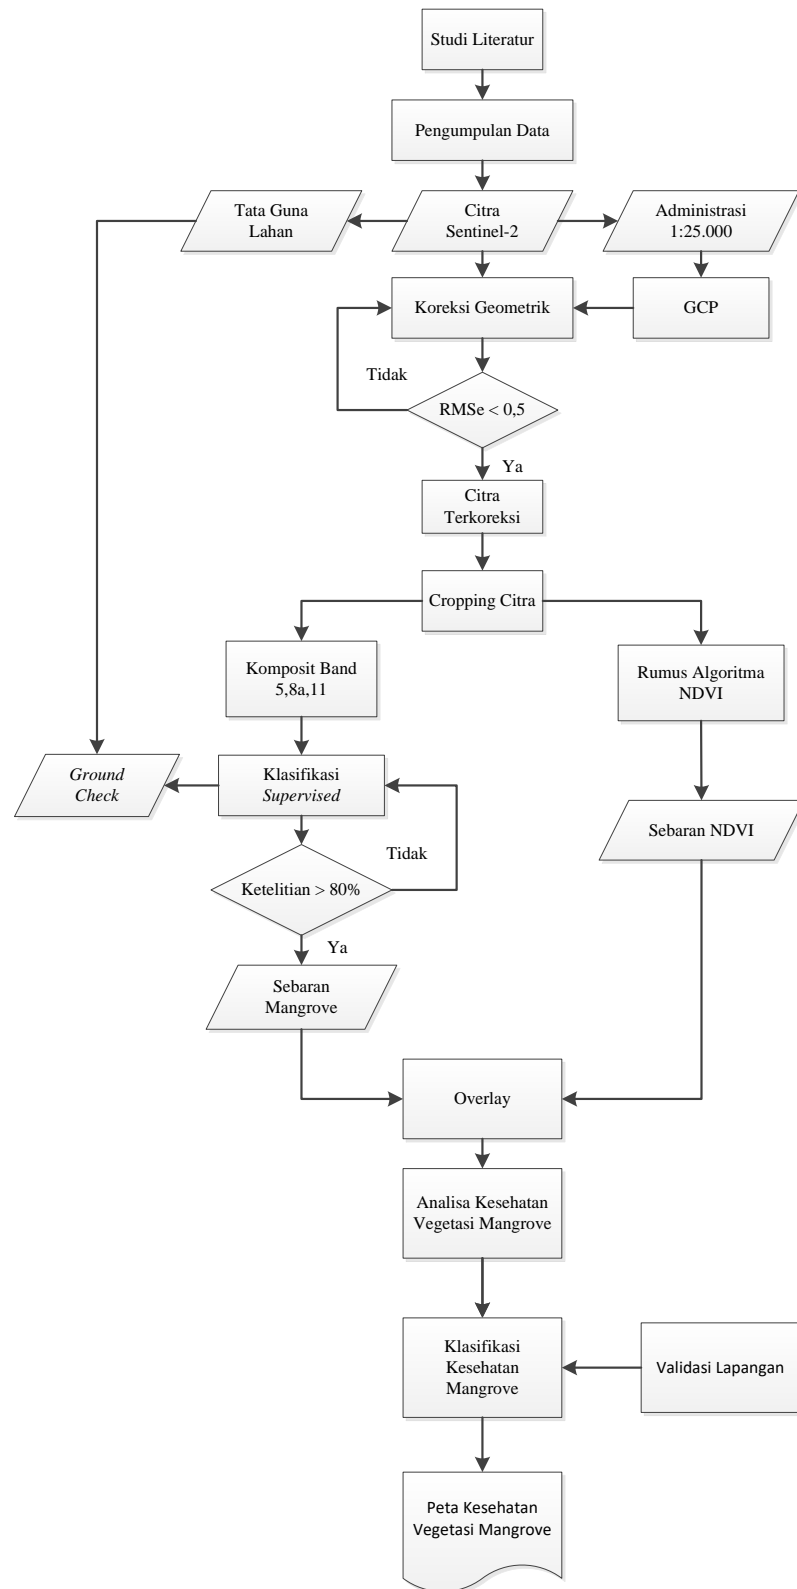 Studi Literatur
Pengumpulan Data
Tata Guna
Lahan
Citra
Sentinel-2
Administrasi
1:25.000
Koreksi Geometrik
GCP
Tidak
RMSe < 0,5
Ya
Citra
Terkoreksi
Cropping Citra
Komposit Band
5,8a,11
Rumus Algoritma
NDVI
Ground
Check
Klasifikasi
Supervised
Sebaran NDVI
Tidak
Ketelitian > 80%
Ya
Sebaran
Mangrove
Overlay
Analisa Kesehatan
Vegetasi Mangrove
Klasifikasi
Kesehatan
Mangrove
Validasi Lapangan
Peta Kesehatan
Vegetasi Mangrove